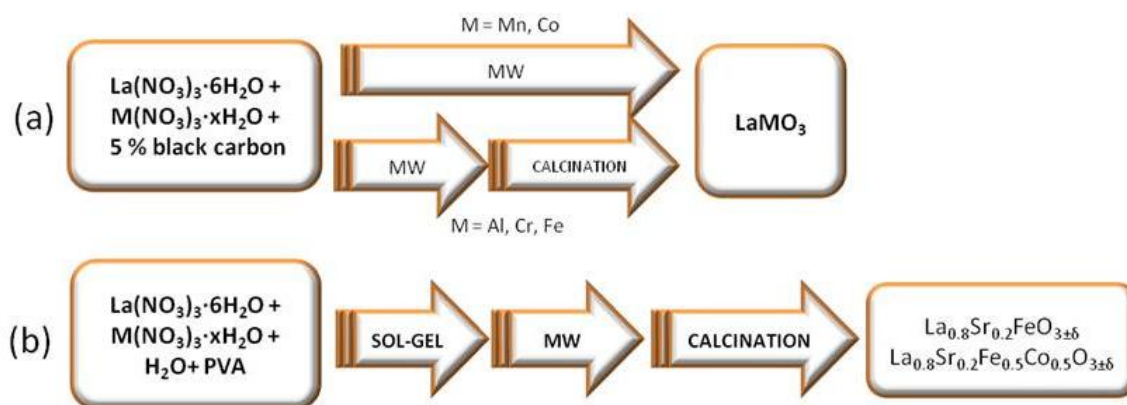 M = Mn, Co
(a)
La(NO₃)₃·6H₂O +
M(NO₃)₃·xH₂O +
5 % black carbon
MW
LaMO₃
MW
CALCINATION
M = Al, Cr, Fe
(b)
La(NO₃)₃·6H₂O +
M(NO₃)₃·xH₂O +
H₂O+ PVA
SOL-GEL
MW
CALCINATION
La₀.₈Sr₀.₂FeO₃±δ
La₀.₈Sr₀.₂Fe₀.₅Co₀.₅O₃±δ